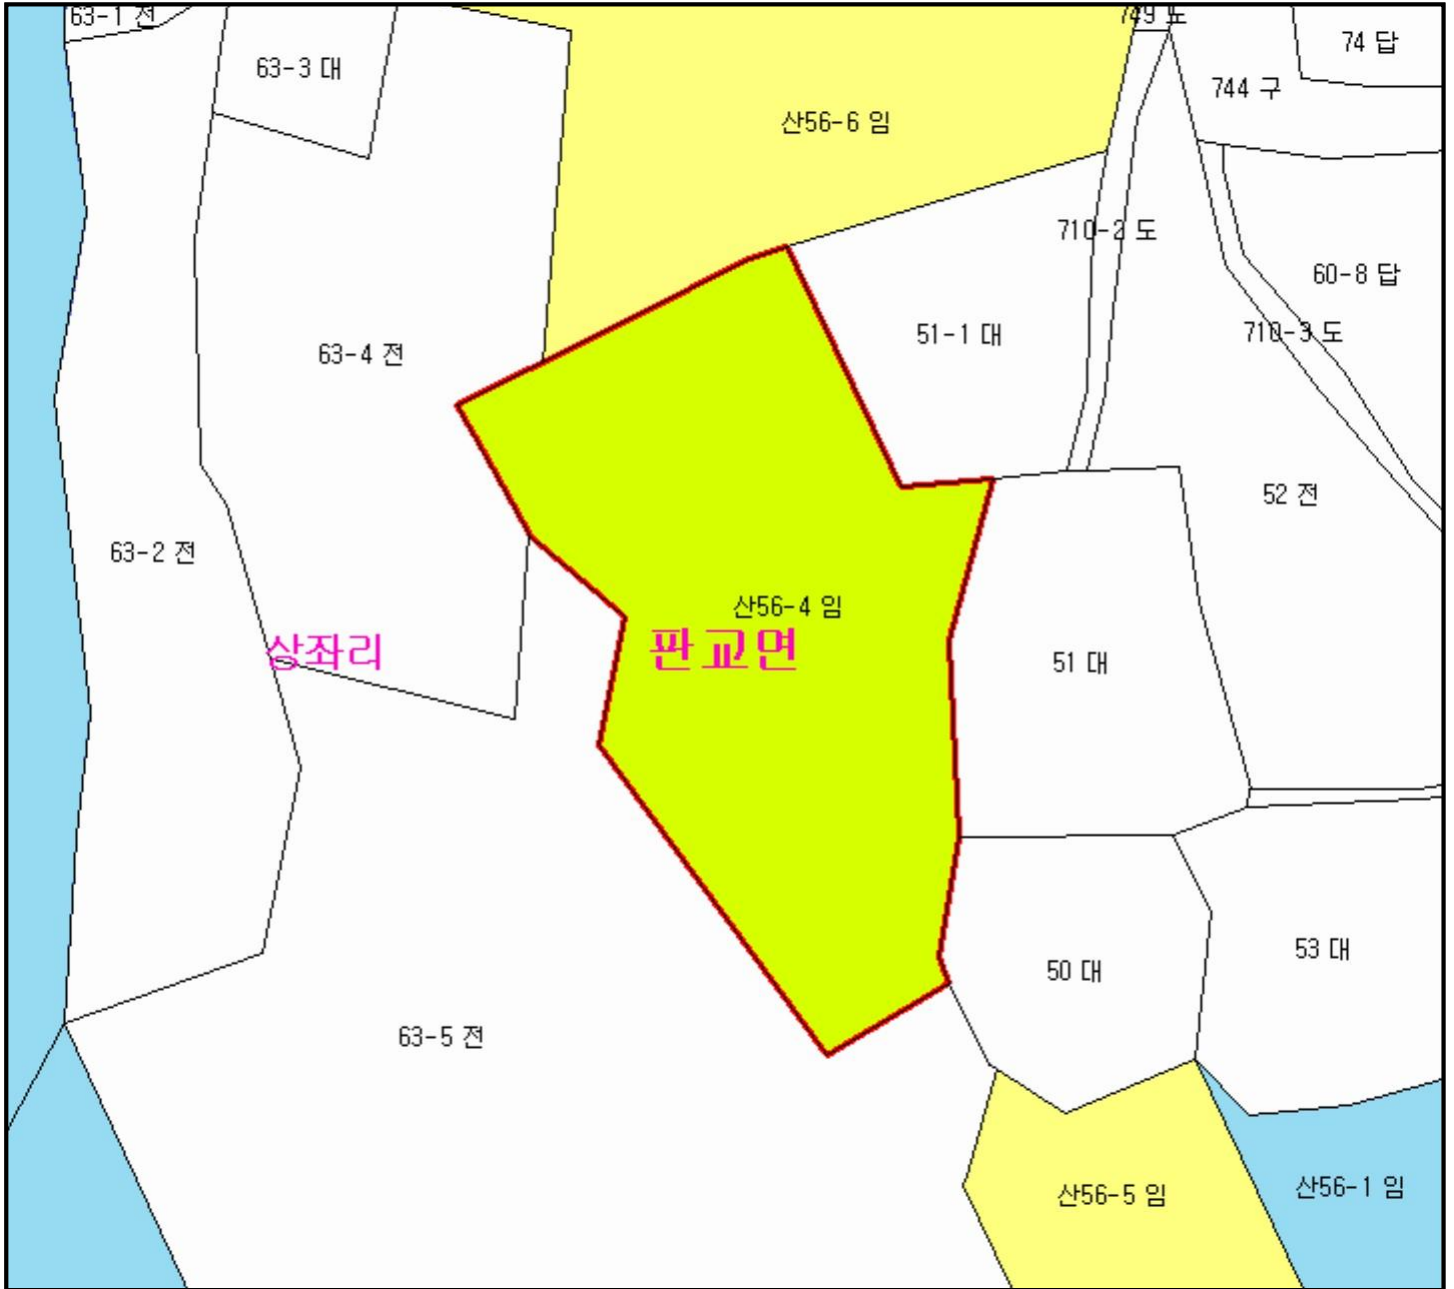 63-1 전
749 도
74 답
63-3 대
744 구
산56-6 임
710-2 도
60-8 답
710-3 도
51-1 대
63-4 전
52 전
63-2 전
산56-4 임
상좌리
판교면
51 대
53 대
50 대
63-5 전
산56-5 임
산56-1 임